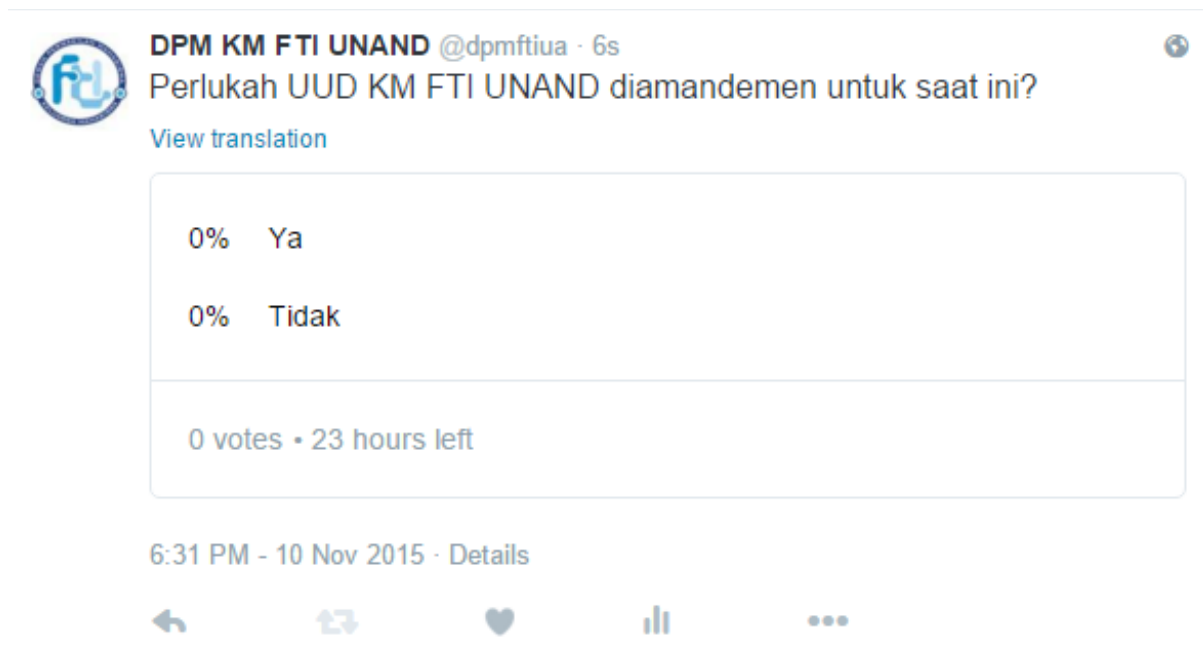 DPM KM FTI UNAND @dpmftiua · 6s
Perlukah UUD KM FTI UNAND diamandemen untuk saat ini?
View translation
0% Ya
0% Tidak
0 votes • 23 hours left
6:31 PM - 10 Nov 2015 · Details